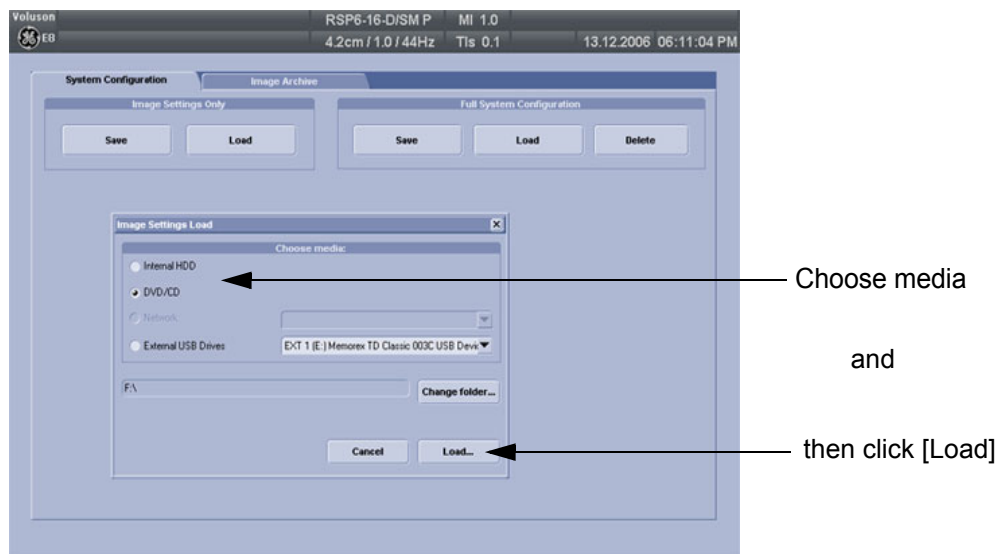 Voluson
E8
RSP6-16-D/SM P MI 1.0
4.2cm / 1.0 / 44Hz TIs 0.1 13.12.2006 06:11:04 PM
System Configuration Image Archive
Image Settings Only Full System Configuration
Save Load Save Load Delete
Image Settings Load
Choose media:
Internal HDD
DVD/CD
Network
External USB Drives EXT 1 (E:) Memorex TD Classic 003C USB Devic
F:\ Change folder...
Cancel Load...
Choose media
and
then click [Load]